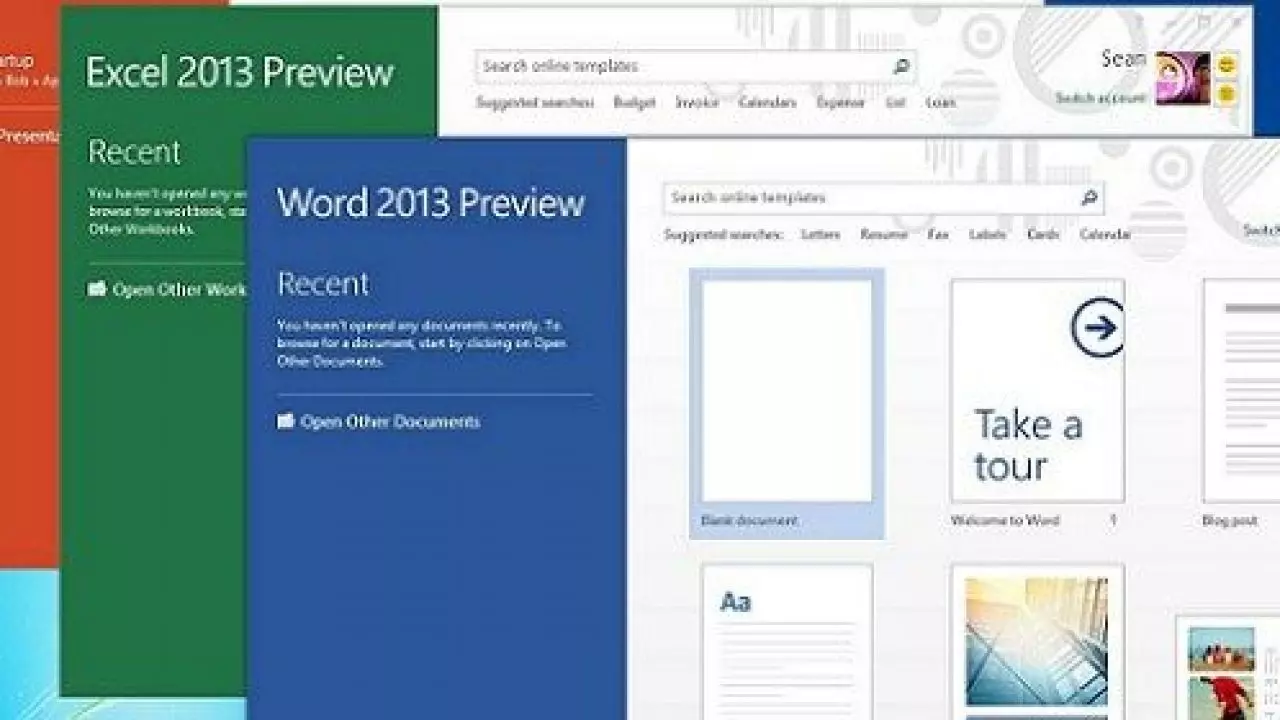 Presenta
Excel 2013 Preview
Recent
You haven't opened any
browse for a workbook, sta
Other Workbooks.
Open Other Work
Search online templates
Suggested searches: Budget Invoice Calendars Expense List Loan
Sean
Switch account
Word 2013 Preview
Recent
You haven't opened any documents recently. To
browse for a document, start by clicking on Open
Other Documents.
Open Other Documents
Search online templates
Suggested searches: Letters Resume Fax Labels Cards Calendar
Switch
Take a
tour
Blank document
Welcome to Word
Blog post
Aa